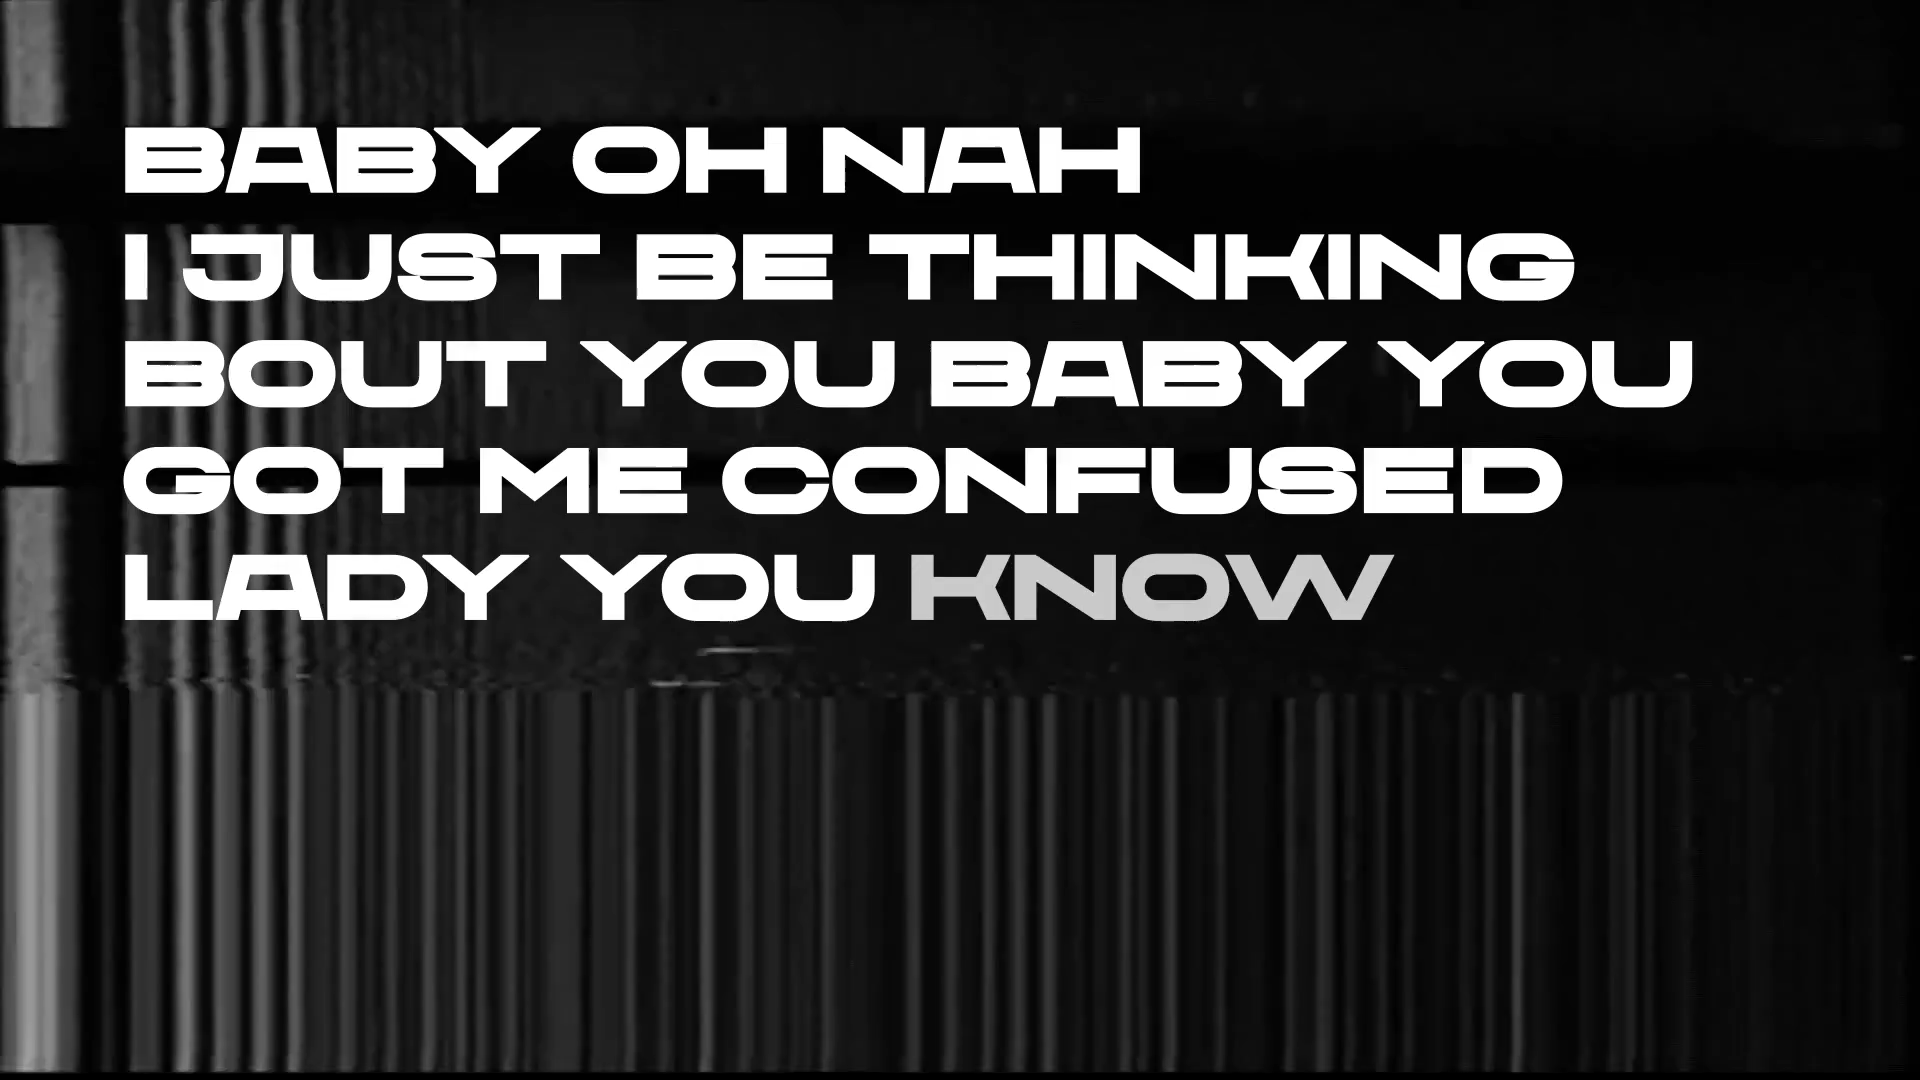 BABY OH NAH
I JUST BE THINKING
BOUT YOU BABY YOU
GOT ME CONFUSED
LADY YOU KNOW